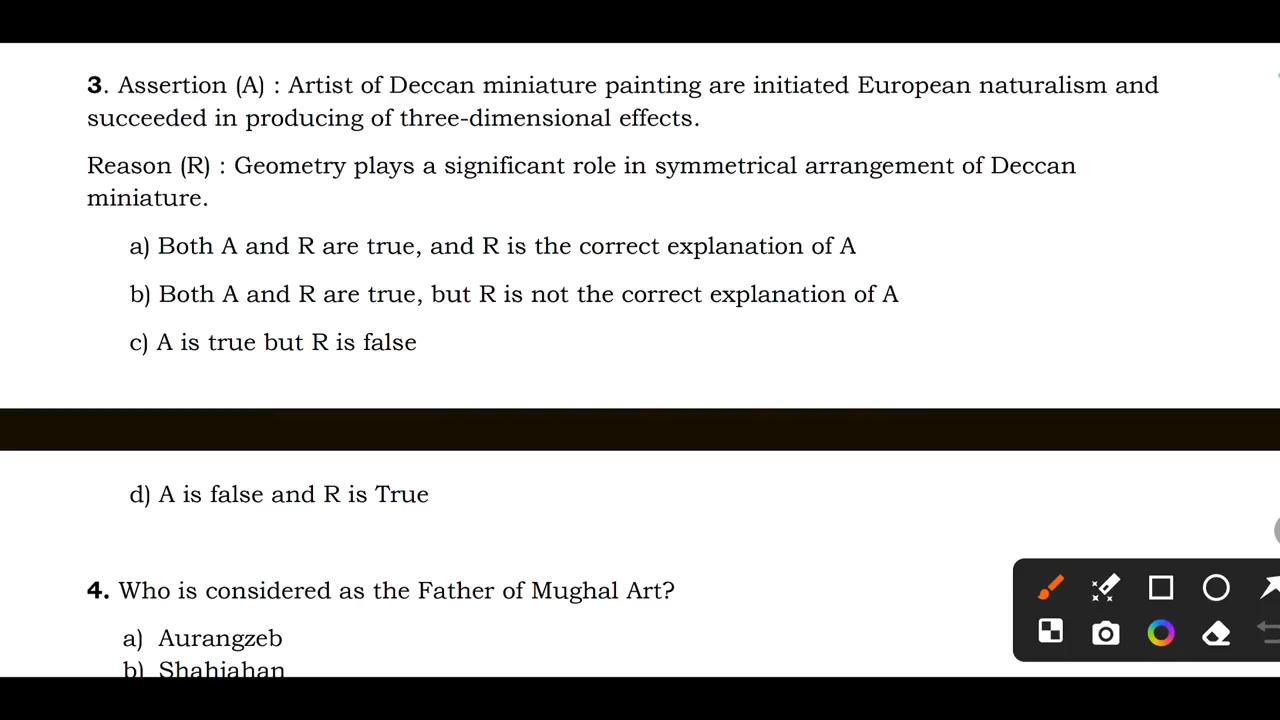 3. Assertion (A) : Artist of Deccan miniature painting are initiated European naturalism and
succeeded in producing of three-dimensional effects.
Reason (R) : Geometry plays a significant role in symmetrical arrangement of Deccan
miniature.
a) Both A and R are true, and R is the correct explanation of A
b) Both A and R are true, but R is not the correct explanation of A
c) A is true but R is false
d) A is false and R is True
4. Who is considered as the Father of Mughal Art?
a) Aurangzeb
b) Shahjahan